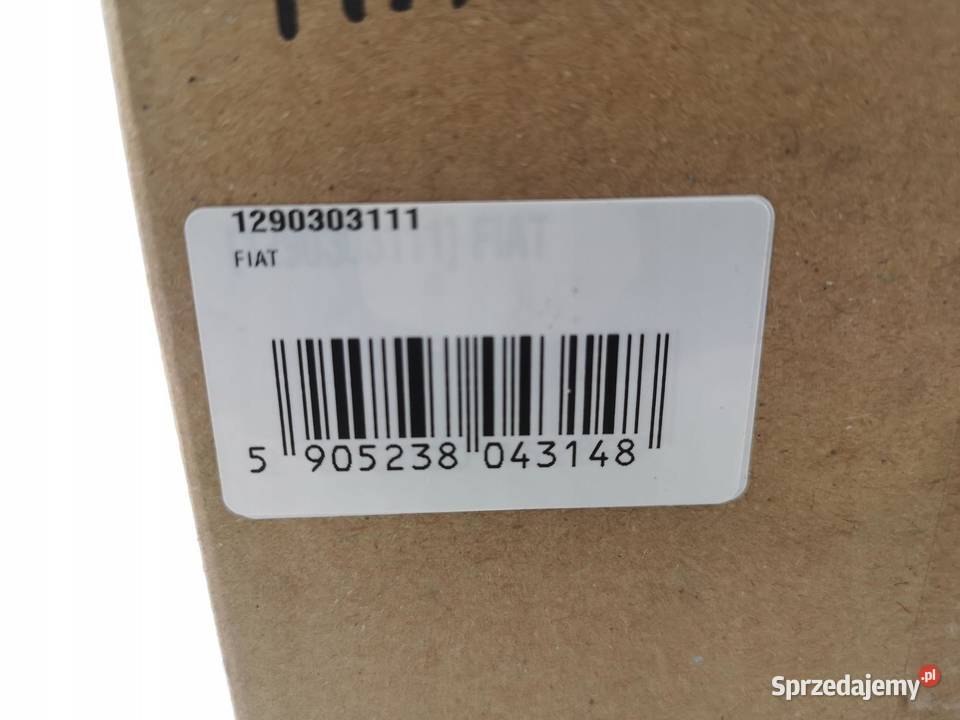 1290303111
FIAT
5 905238 043148
Sprzedajemy.pl